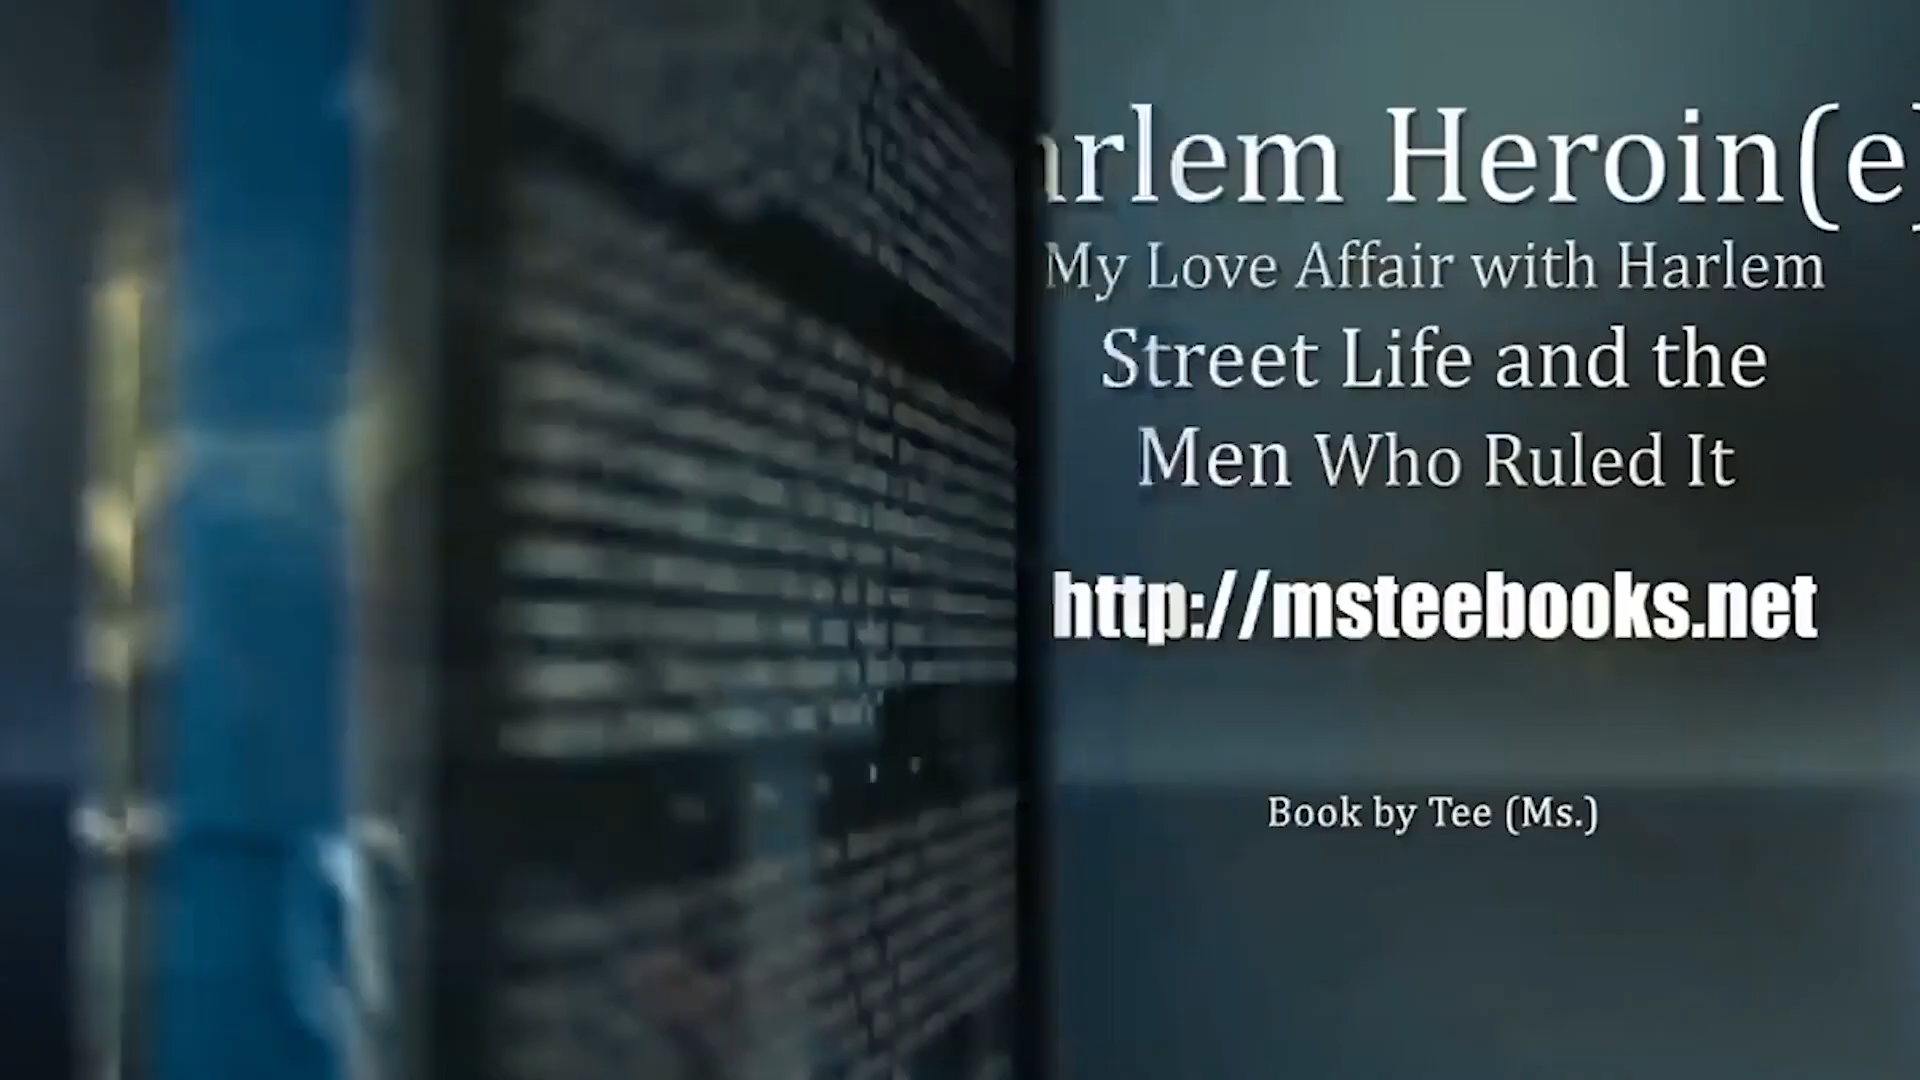 arlem Heroin(e)
My Love Affair with Harlem
Street Life and the
Men Who Ruled It
http://msteebooks.net
Book by Tee (Ms.)